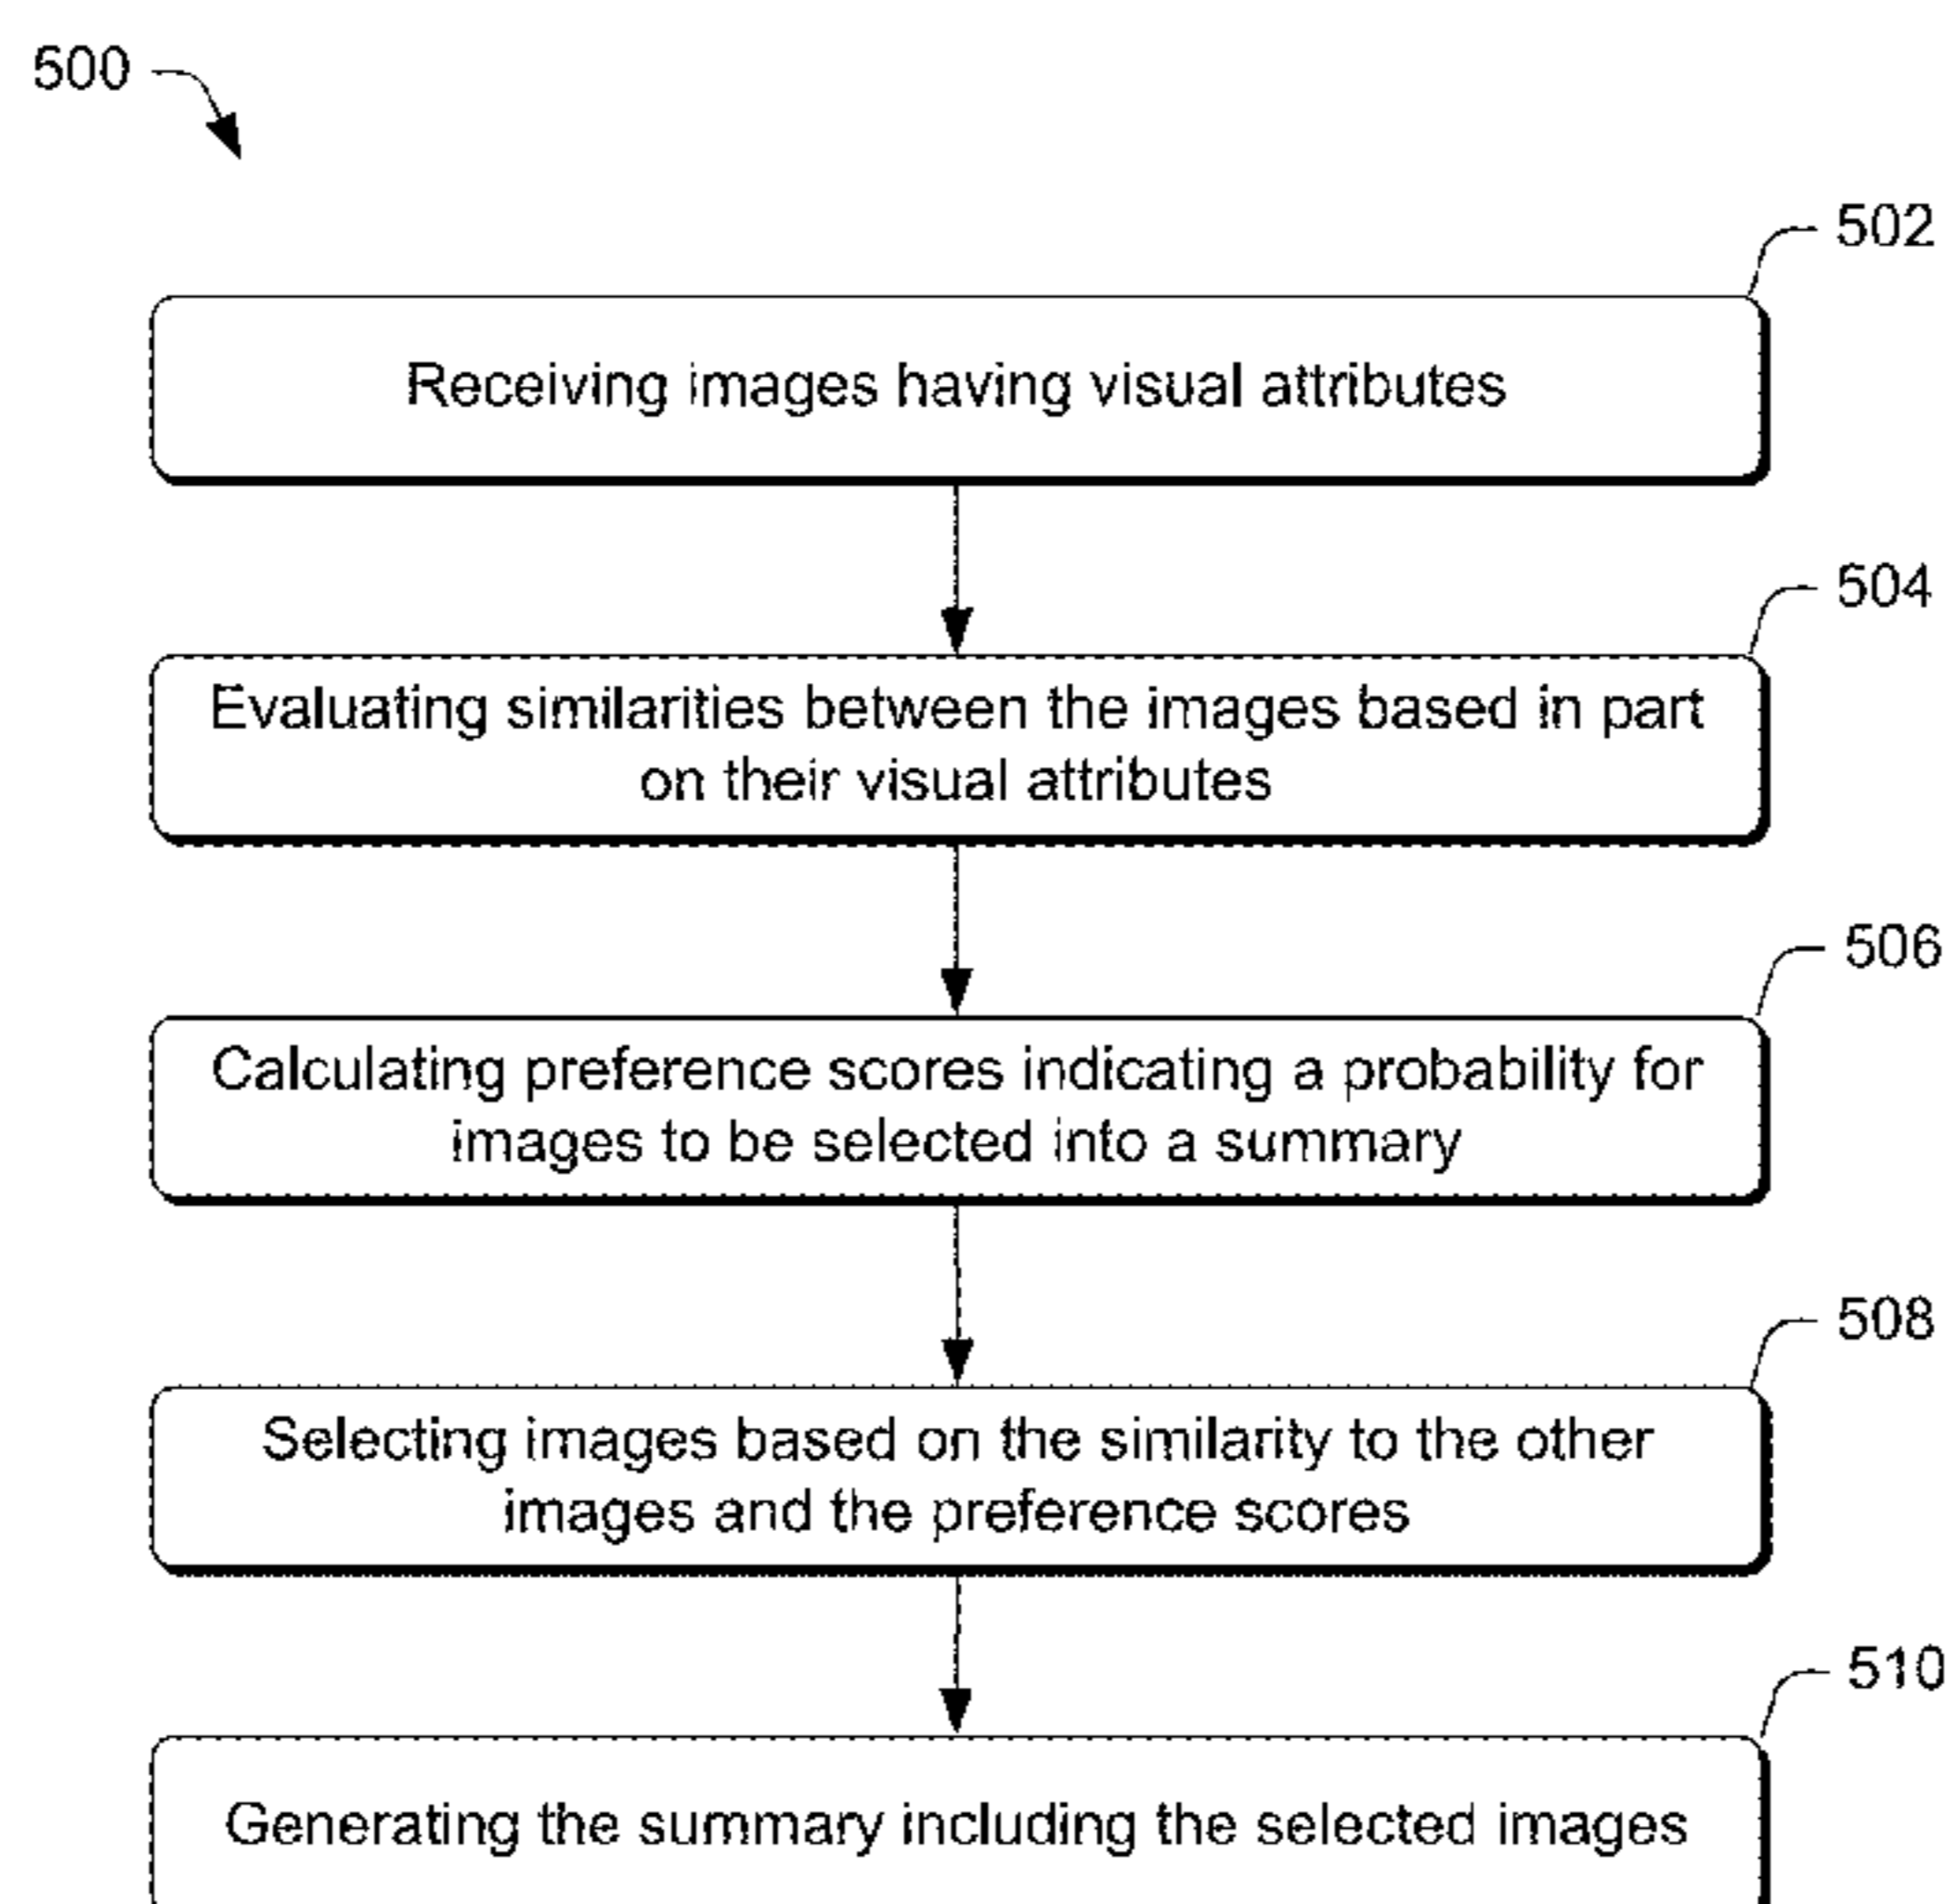 500
502
Receiving images having visual attributes
504
Evaluating similarities between the images based in part
on their visual attributes
506
Calculating preference scores indicating a probability for
images to be selected into a summary
508
Selecting images based on the similarity to the other
images and the preference scores
510
Generating the summary including the selected images